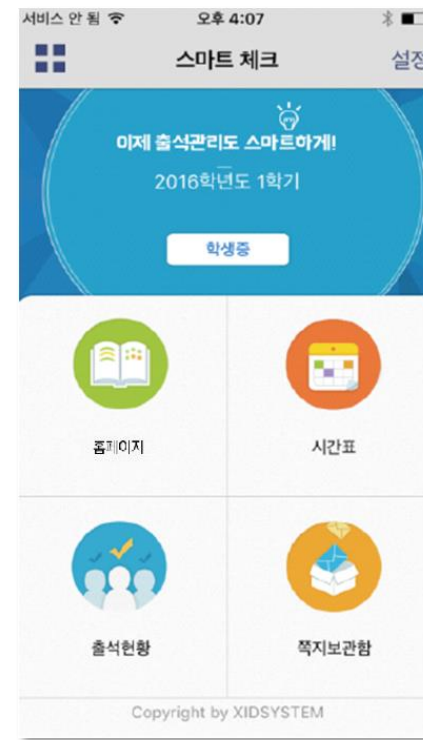 서비스 안 됨 오후 4:07
스마트 체크 설정
이제 출석관리도 스마트하게!
2016학년도 1학기
학생증
홈페이지 시간표
출석현황 쪽지보관함
Copyright by XIDSYSTEM